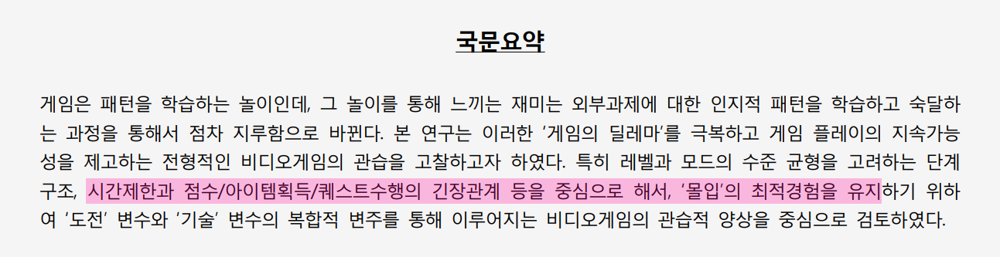 국문요약
게임은 패턴을 학습하는 놀이인데, 그 놀이를 통해 느끼는 재미는 외부과제에 대한 인지적 패턴을 학습하고 숙달하
는 과정을 통해서 점차 지루함으로 바뀐다. 본 연구는 이러한 '게임의 딜레마'를 극복하고 게임 플레이의 지속가능
성을 제고하는 전형적인 비디오게임의 관습을 고찰하고자 하였다. 특히 레벨과 모드의 수준 균형을 고려하는 단계
구조, 시간제한과 점수/아이템획득/퀘스트수행의 긴장관계 등을 중심으로 해서, '몰입'의 최적경험을 유지하기 위하
여 '도전' 변수와 '기술' 변수의 복합적 변주를 통해 이루어지는 비디오게임의 관습적 양상을 중심으로 검토하였다.